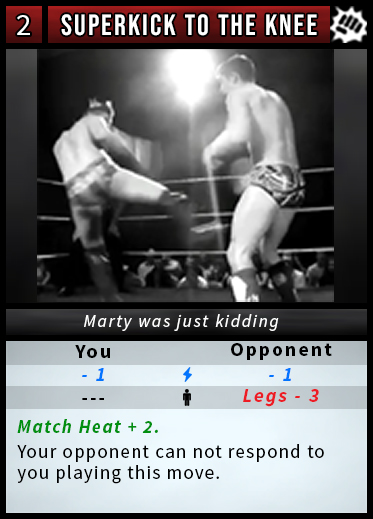 2 SUPERKICK TO THE KNEE
Marty was just kidding
You Opponent
- 1 - 1
--- Legs - 3
Match Heat + 2.
Your opponent can not respond to
you playing this move.